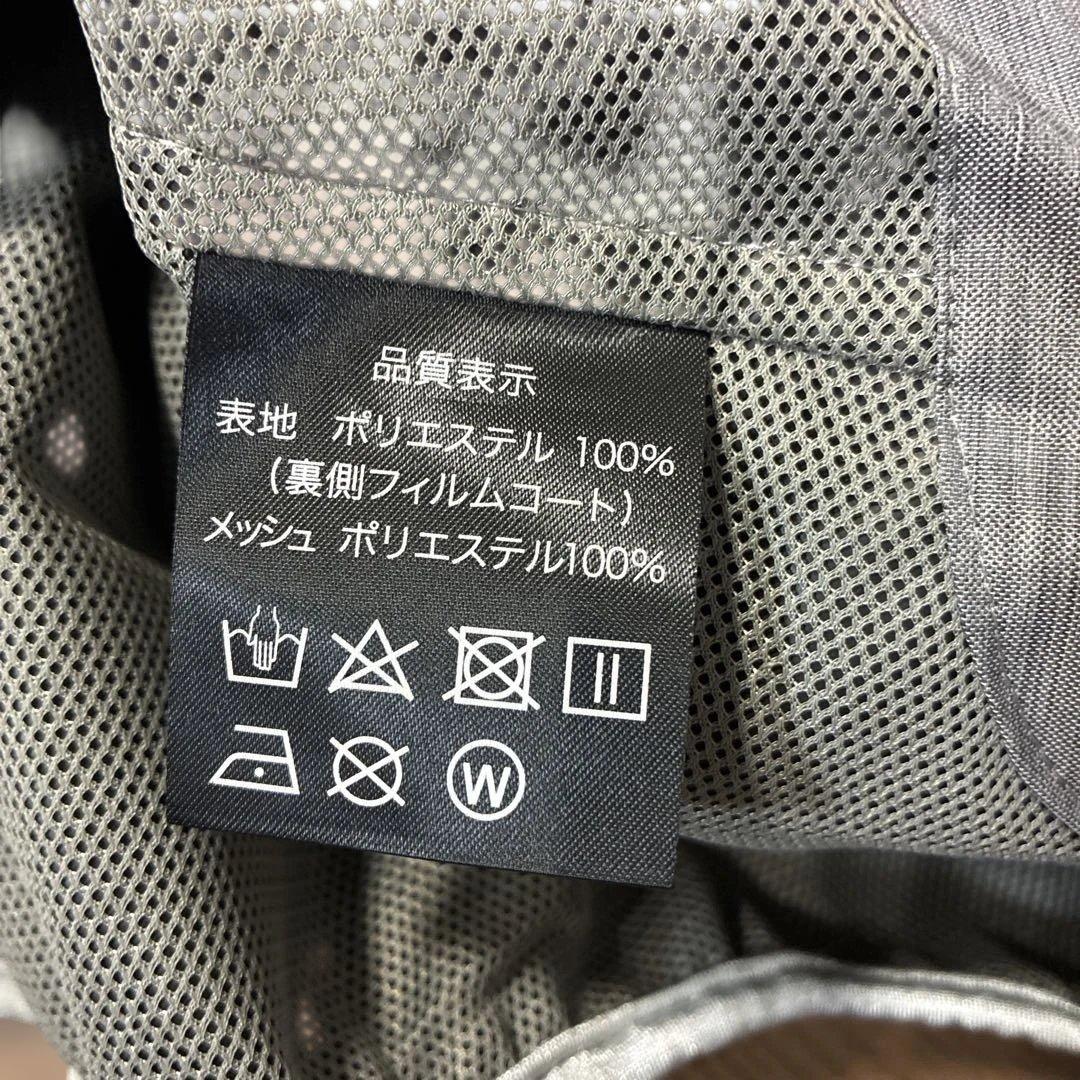 品質表示
表地 ポリエステル 100%
(裏側フィルムコート)
メッシュ ポリエステル100%
W